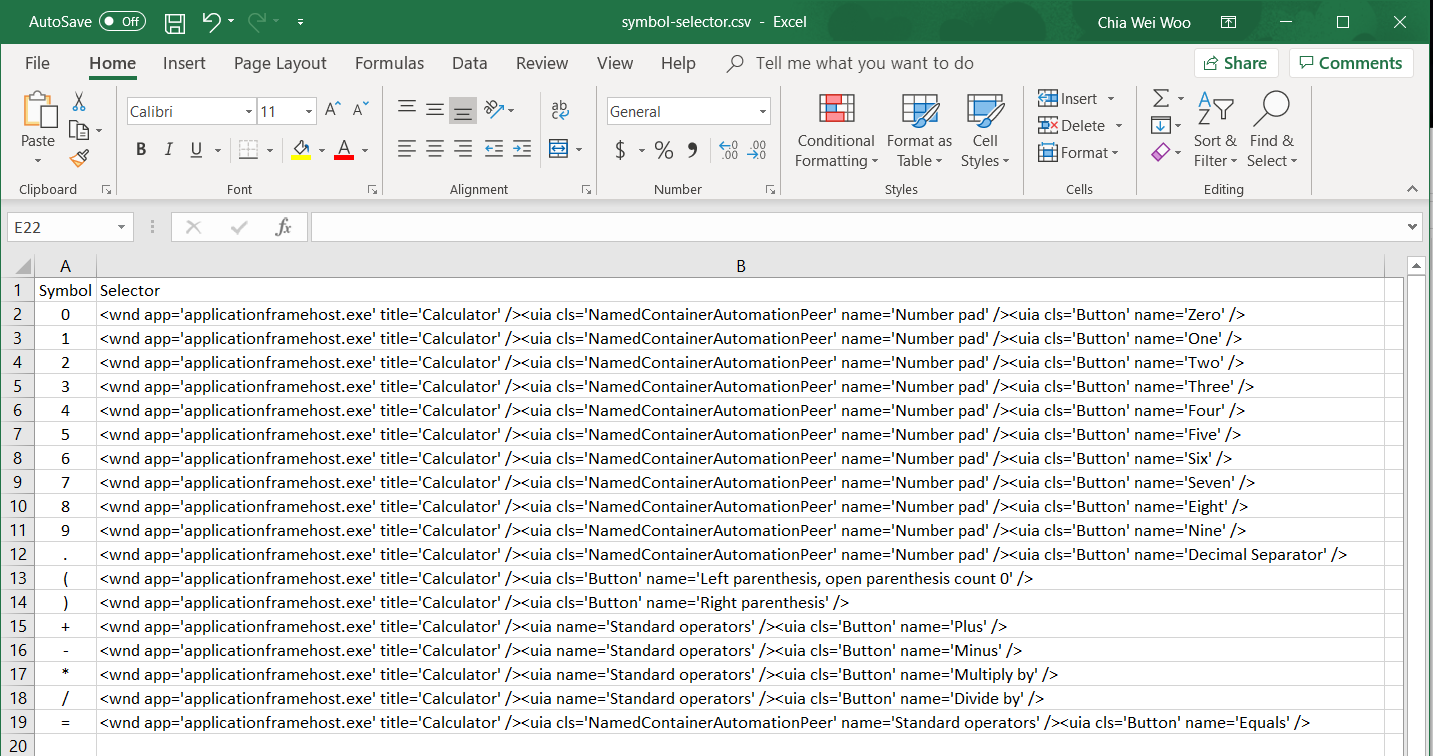 AutoSave Off symbol-selector.csv - Excel Chia Wei Woo
File Home Insert Page Layout Formulas Data Review View Help Tell me what you want to do Share Comments
Calibri 11 General
Paste
B I U A $ % , Conditional Formatting Format as Table Cell Styles Insert Delete Format Sort & Filter Find & Select
Clipboard Font Alignment Number Styles Cells Editing
E22 fx
A B
1 Symbol Selector
2 0 <wnd app='applicationframehost.exe' title='Calculator' /><uia cls='NamedContainerAutomationPeer' name='Number pad' /><uia cls='Button' name='Zero' />
3 1 <wnd app='applicationframehost.exe' title='Calculator' /><uia cls='NamedContainerAutomationPeer' name='Number pad' /><uia cls='Button' name='One' />
4 2 <wnd app='applicationframehost.exe' title='Calculator' /><uia cls='NamedContainerAutomationPeer' name='Number pad' /><uia cls='Button' name='Two' />
5 3 <wnd app='applicationframehost.exe' title='Calculator' /><uia cls='NamedContainerAutomationPeer' name='Number pad' /><uia cls='Button' name='Three' />
6 4 <wnd app='applicationframehost.exe' title='Calculator' /><uia cls='NamedContainerAutomationPeer' name='Number pad' /><uia cls='Button' name='Four' />
7 5 <wnd app='applicationframehost.exe' title='Calculator' /><uia cls='NamedContainerAutomationPeer' name='Number pad' /><uia cls='Button' name='Five' />
8 6 <wnd app='applicationframehost.exe' title='Calculator' /><uia cls='NamedContainerAutomationPeer' name='Number pad' /><uia cls='Button' name='Six' />
9 7 <wnd app='applicationframehost.exe' title='Calculator' /><uia cls='NamedContainerAutomationPeer' name='Number pad' /><uia cls='Button' name='Seven' />
10 8 <wnd app='applicationframehost.exe' title='Calculator' /><uia cls='NamedContainerAutomationPeer' name='Number pad' /><uia cls='Button' name='Eight' />
11 9 <wnd app='applicationframehost.exe' title='Calculator' /><uia cls='NamedContainerAutomationPeer' name='Number pad' /><uia cls='Button' name='Nine' />
12 . <wnd app='applicationframehost.exe' title='Calculator' /><uia cls='NamedContainerAutomationPeer' name='Number pad' /><uia cls='Button' name='Decimal Separator' />
13 ( <wnd app='applicationframehost.exe' title='Calculator' /><uia cls='Button' name='Left parenthesis, open parenthesis count 0' />
14 ) <wnd app='applicationframehost.exe' title='Calculator' /><uia cls='Button' name='Right parenthesis' />
15 + <wnd app='applicationframehost.exe' title='Calculator' /><uia name='Standard operators' /><uia cls='Button' name='Plus' />
16 - <wnd app='applicationframehost.exe' title='Calculator' /><uia name='Standard operators' /><uia cls='Button' name='Minus' />
17 * <wnd app='applicationframehost.exe' title='Calculator' /><uia name='Standard operators' /><uia cls='Button' name='Multiply by' />
18 / <wnd app='applicationframehost.exe' title='Calculator' /><uia name='Standard operators' /><uia cls='Button' name='Divide by' />
19 = <wnd app='applicationframehost.exe' title='Calculator' /><uia cls='NamedContainerAutomationPeer' name='Standard operators' /><uia cls='Button' name='Equals' />
20